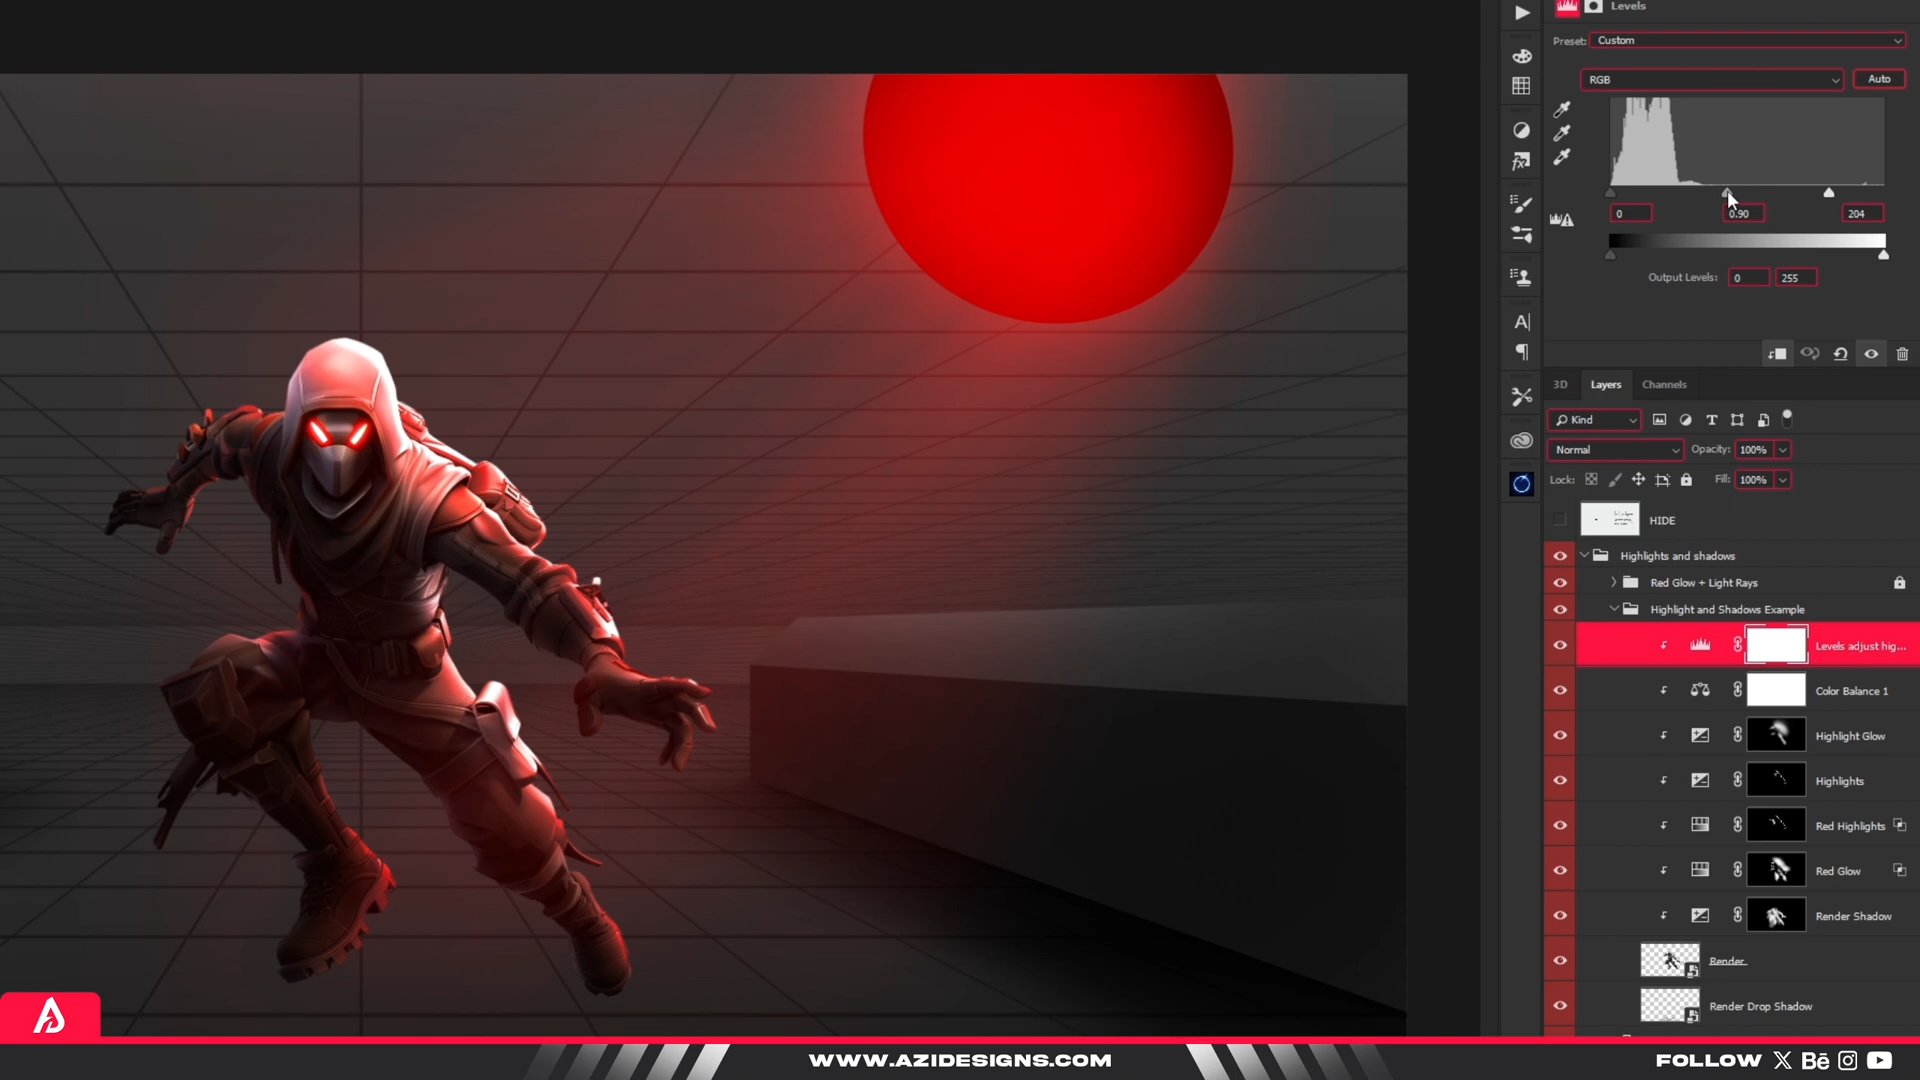 Levels
Preset: Custom
RGB
Auto
0
0.90
204
Output Levels: 0 255
3D Layers Channels
Kind
Normal Opacity: 100%
Lock: Fill: 100%
HIDE
Highlights and shadows
Red Glow + Light Rays
Highlight and Shadows Example
Levels adjust hig...
Color Balance 1
Highlight Glow
Highlights
Red Highlights
Red Glow
Render Shadow
Render
Render Drop Shadow
WWW.AZIDESIGNS.COM
FOLLOW